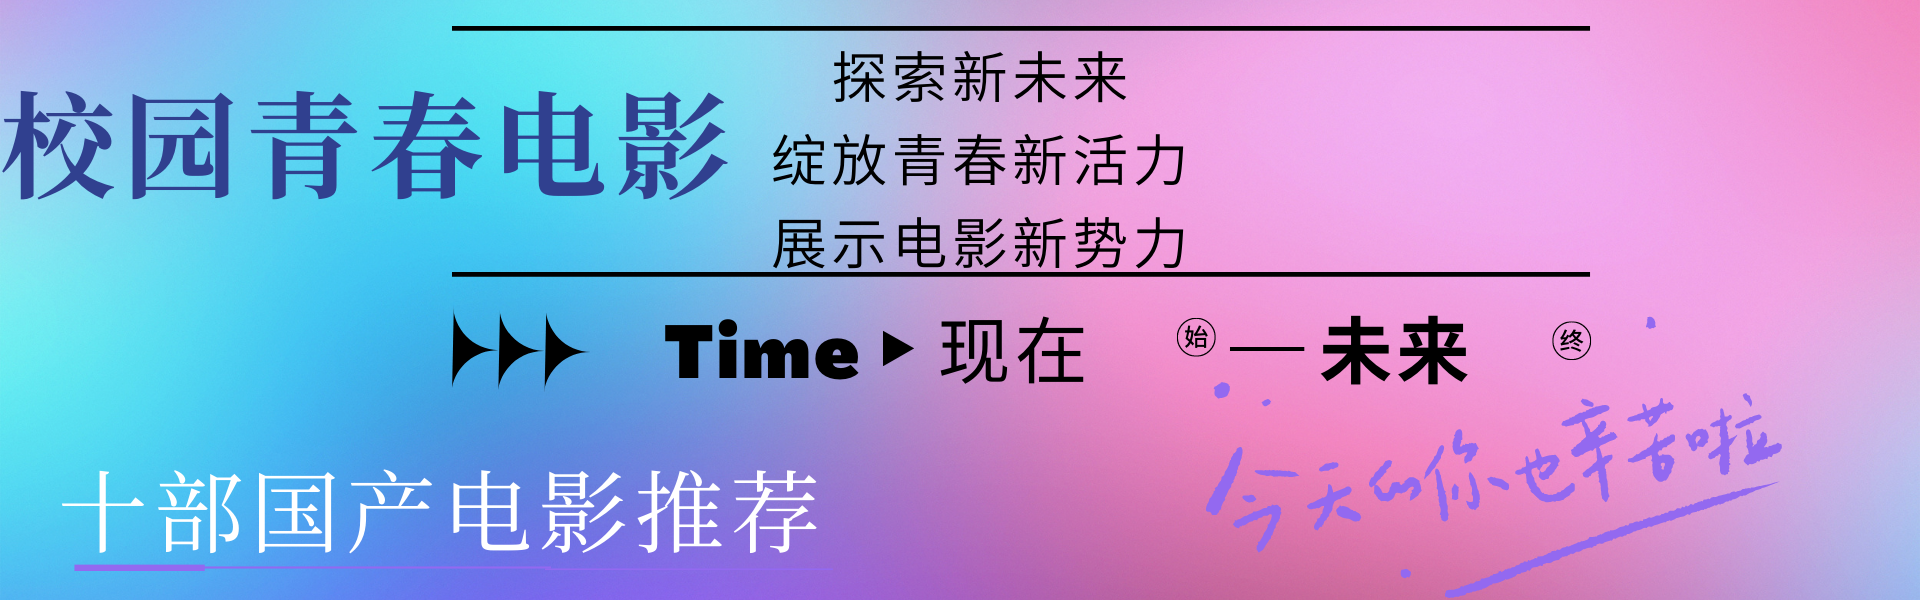 校园青春电影
探索新未来
绽放青春新活力
展示电影新势力
Time 现在 始 — 未来 终
今天的你也辛苦啦
十部国产电影推荐